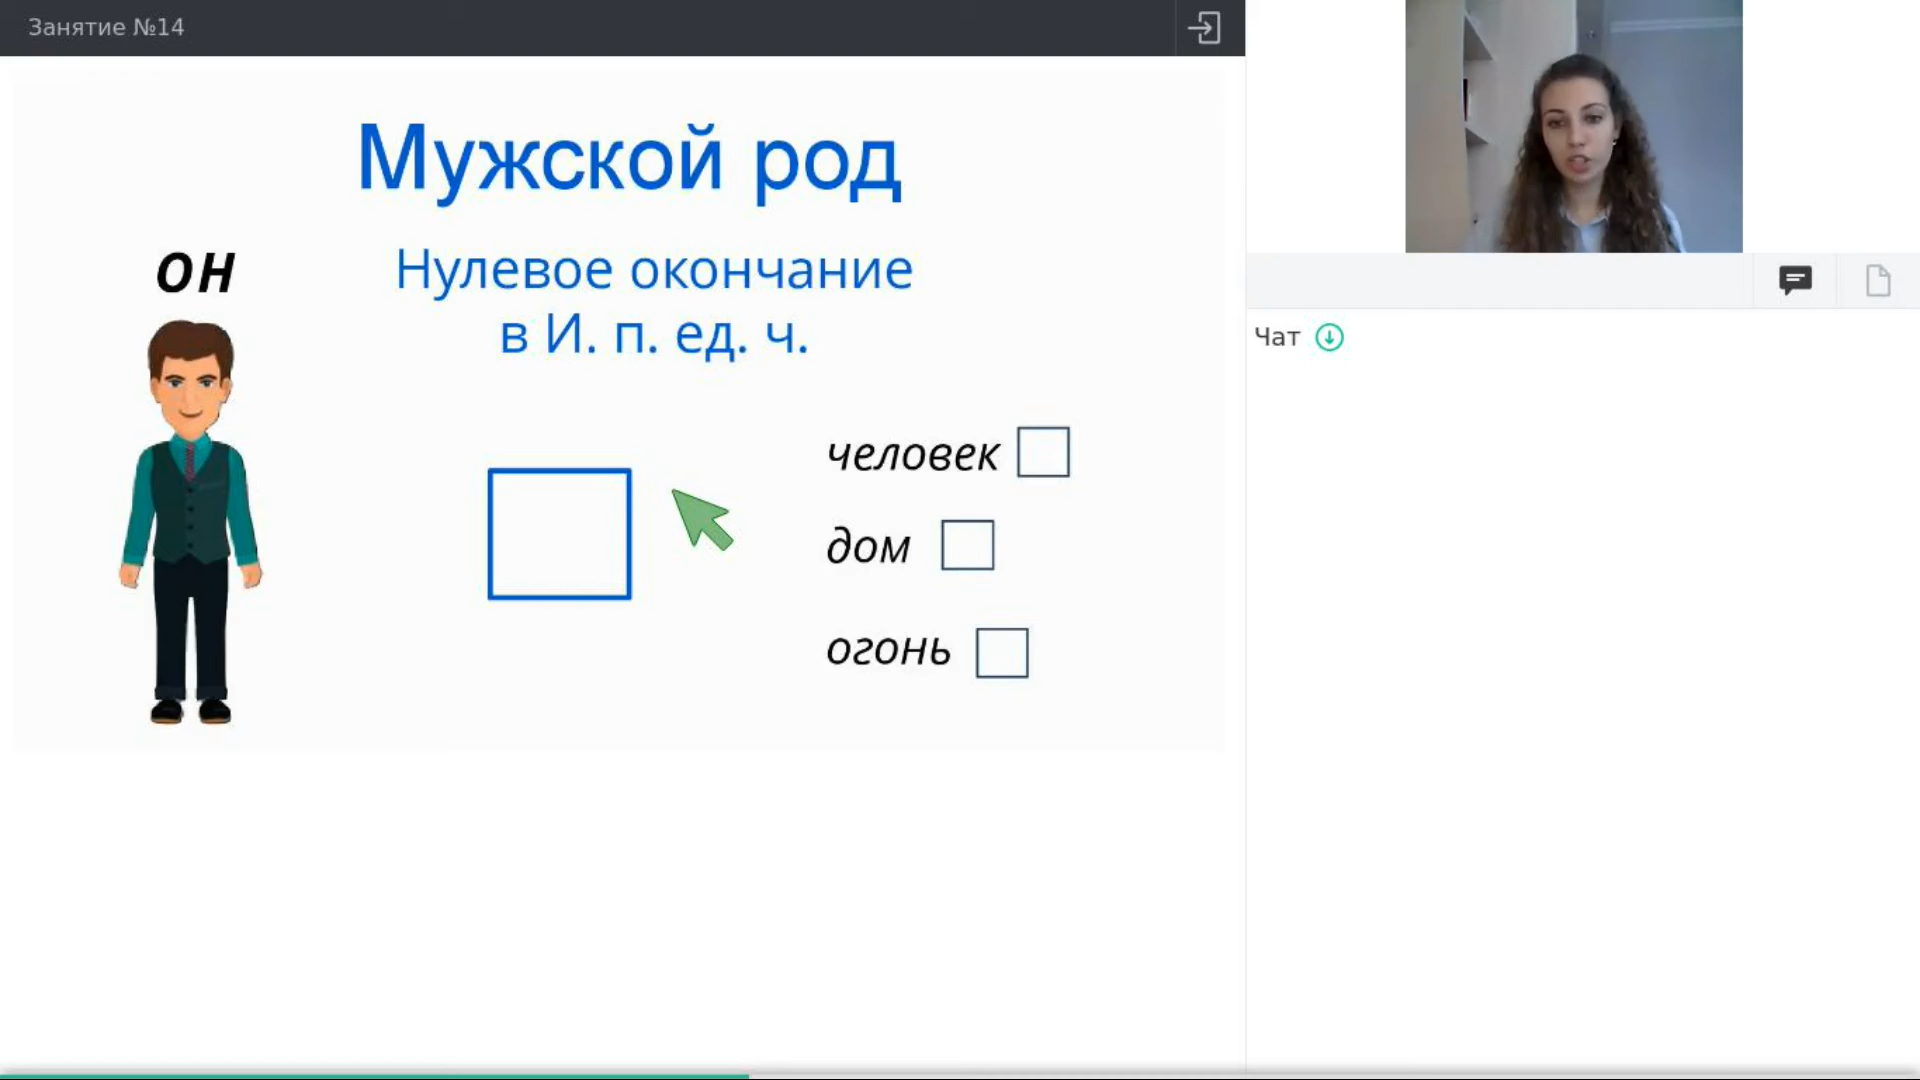 Занятие №14
Мужской род
он
Нулевое окончание
в И. п. ед. ч.
человек
дом
огонь
Чат